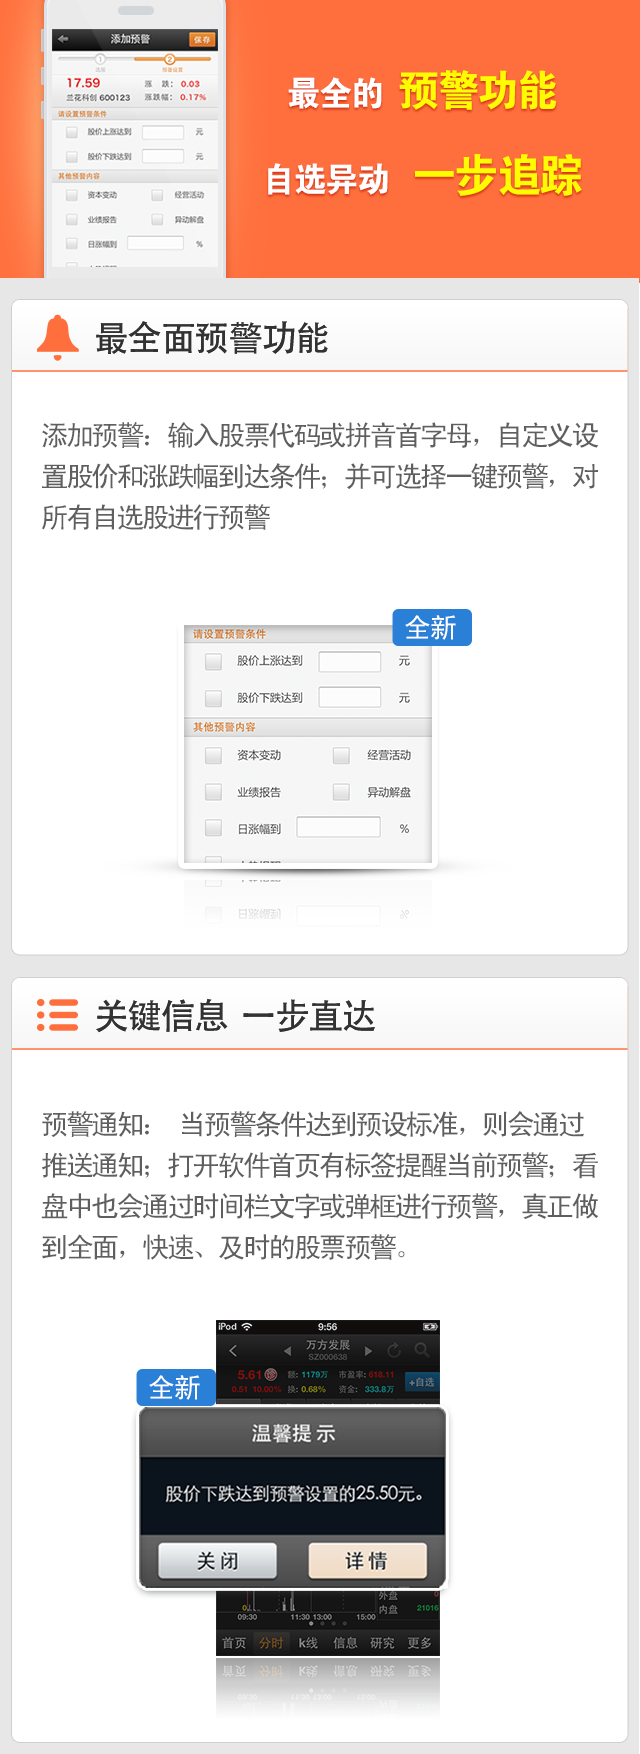 添加预警
保存
1
2
选股
预警设置
17.59
涨 跌： 0.03
兰花科创 600123
涨跌幅： 0.17%
请设置预警条件
股价上涨达到 元
股价下跌达到 元
其他预警内容
资本变动 经营活动
业绩报告 异动解盘
日涨幅到 %
最全的 预警功能
自选异动 一步追踪
最全面预警功能
添加预警：输入股票代码或拼音首字母，自定义设
置股价和涨跌幅到达条件；并可选择一键预警，对
所有自选股进行预警
全新
请设置预警条件
股价上涨达到 元
股价下跌达到 元
其他预警内容
资本变动 经营活动
业绩报告 异动解盘
日涨幅到 %
关键信息 一步直达
预警通知： 当预警条件达到预设标准，则会通过
推送通知；打开软件首页有标签提醒当前预警；看
盘中也会通过时间栏文字或弹框进行预警，真正做
到全面，快速、及时的股票预警。
iPod 9:56
万方发展
SZ000638
5.61 额: 1179万 市盈率: 618.11
0.51 10.00% 换: 0.68% 资金: 333.8万
+自选
全新
温馨提示
股价下跌达到预警设置的25.50元。
关闭 详情
外盘 0
0 内盘 21016
09:30 11:30 13:00 15:00
首页 分时 k线 信息 研究 更多